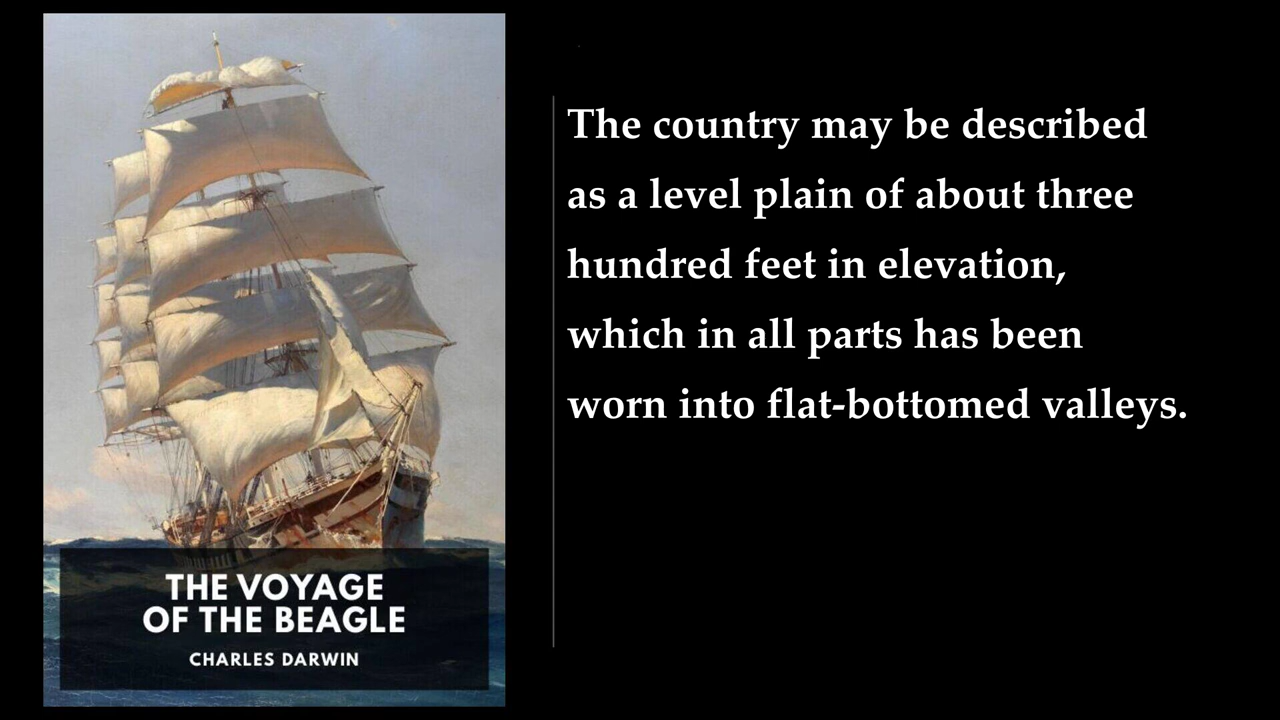 THE VOYAGE
OF THE BEAGLE
CHARLES DARWIN
The country may be described
as a level plain of about three
hundred feet in elevation,
which in all parts has been
worn into flat-bottomed valleys.